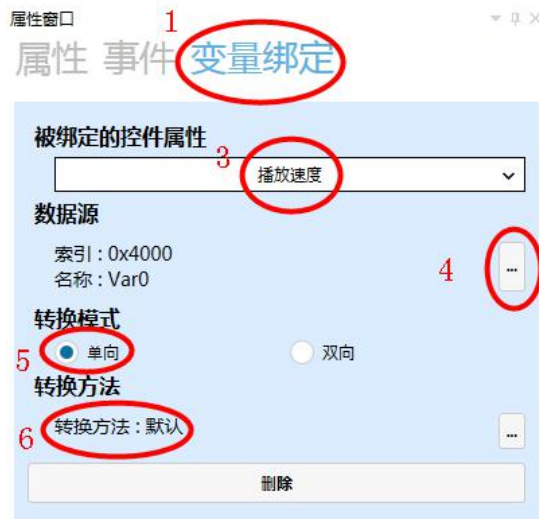 属性窗口
1
属性 事件 变量绑定
被绑定的控件属性
3
播放速度
数据源
索引 : 0x4000
名称 : Var0
4
...
转换模式
5
单向 双向
转换方法
6
转换方法 : 默认
...
删除